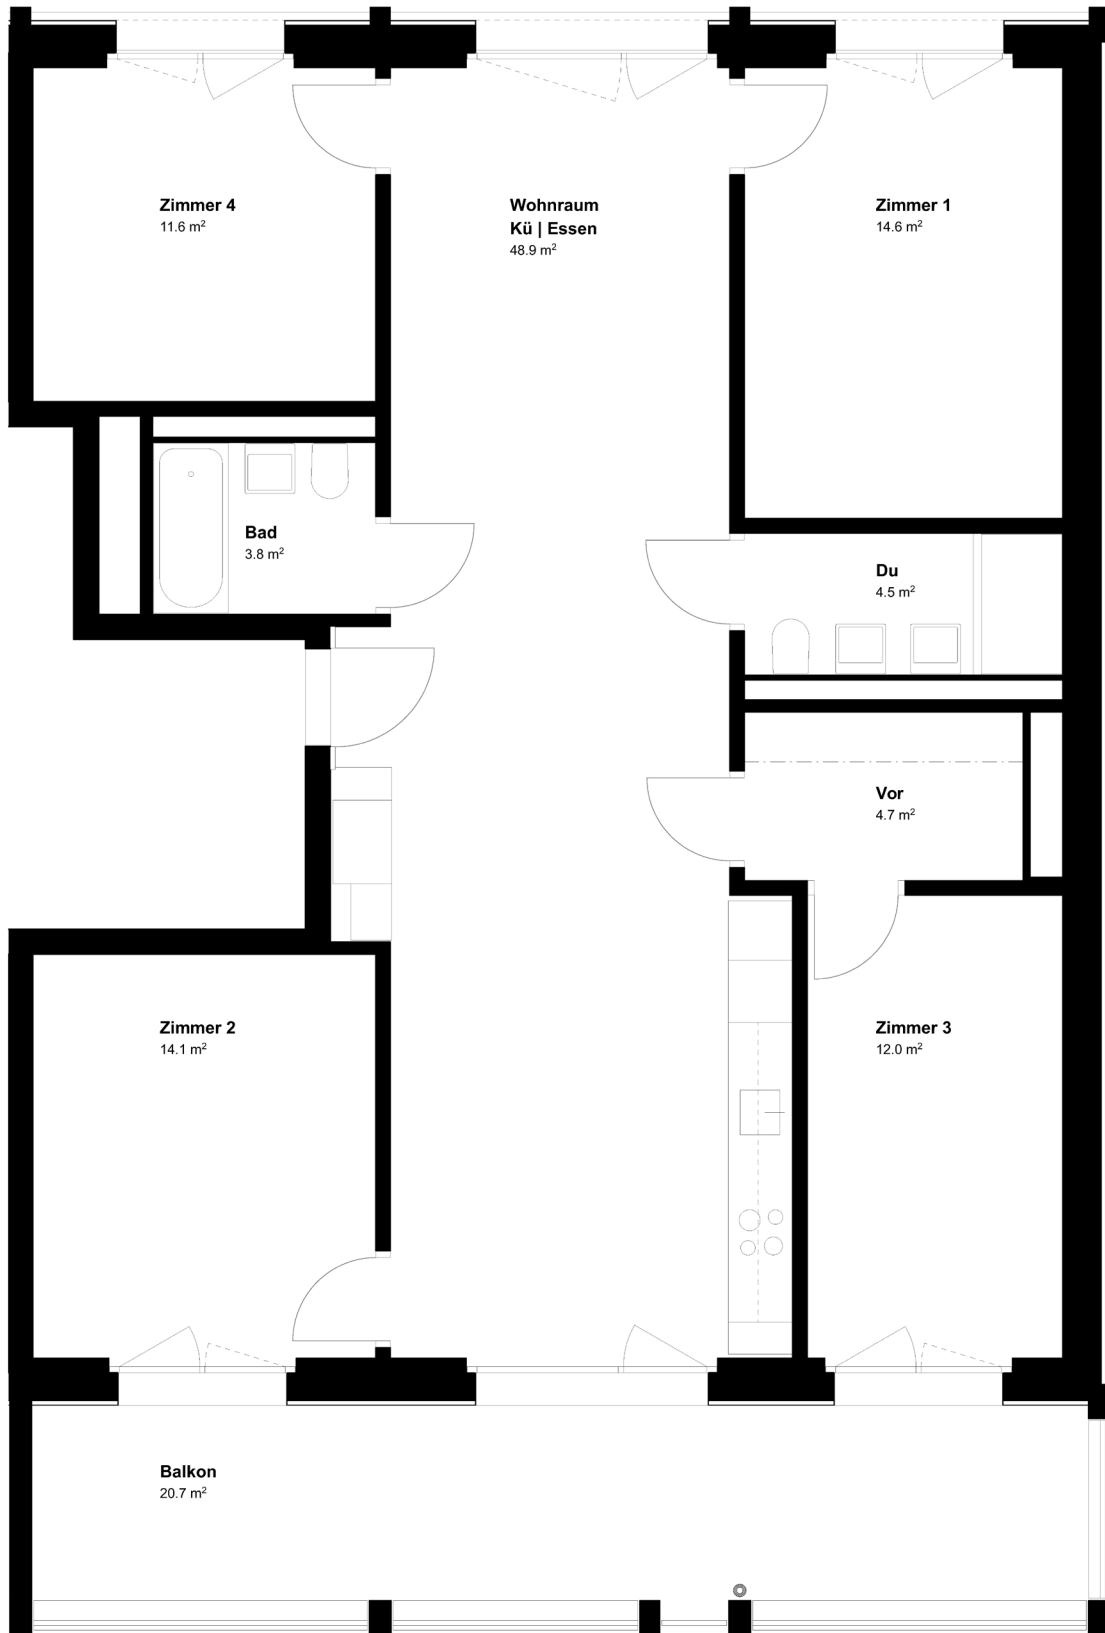 Zimmer 4
11.6 m²
Wohnraum
Kü | Essen
48.9 m²
Zimmer 1
14.6 m²
Bad
3.8 m²
Du
4.5 m²
Vor
4.7 m²
Zimmer 2
14.1 m²
Zimmer 3
12.0 m²
Balkon
20.7 m²